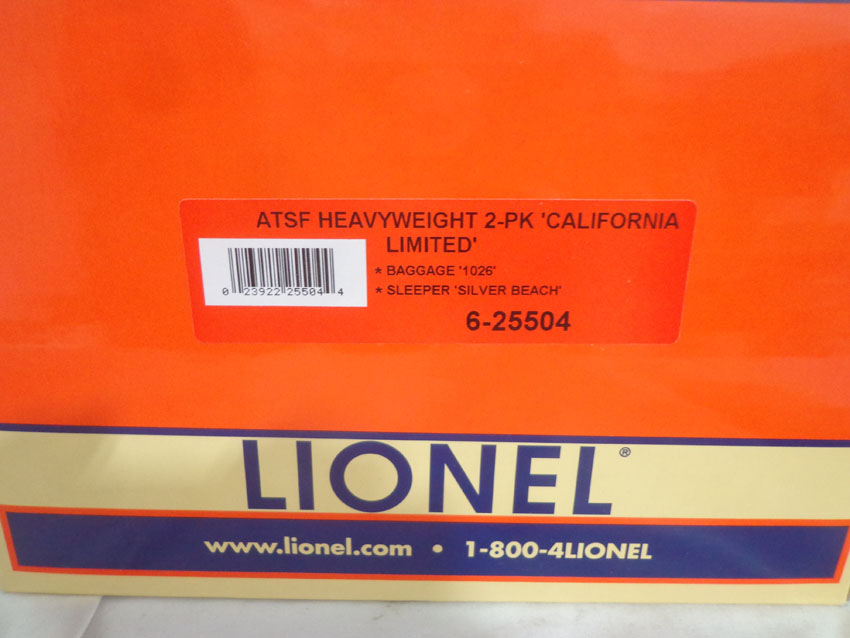 ATSF HEAVYWEIGHT 2-PK 'CALIFORNIA
LIMITED'
* BAGGAGE '1026'
* SLEEPER 'SILVER BEACH'
0 23922 25504 4
6-25504
LIONEL®
www.lionel.com • 1-800-4LIONEL